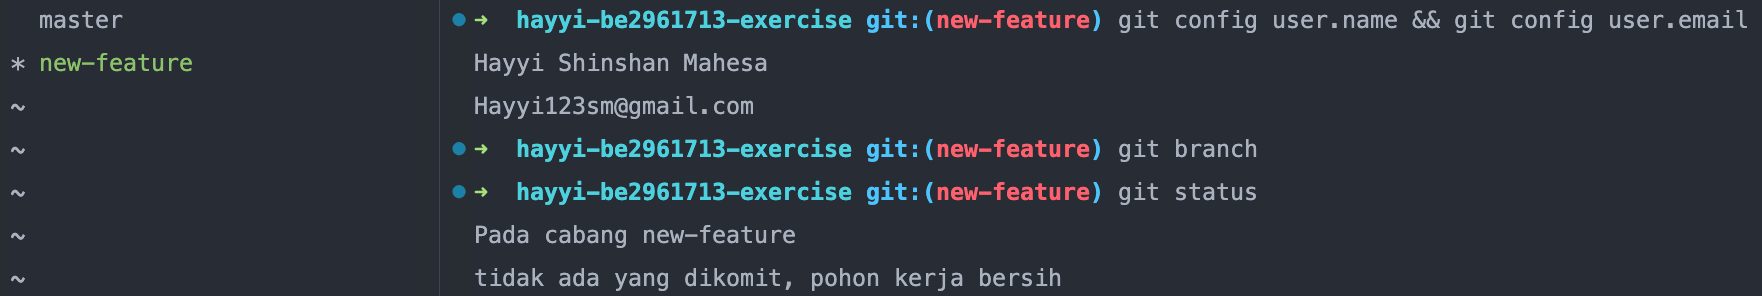 master
* new-feature
~
~
~
~
~
➜ hayyi-be2961713-exercise git:(new-feature) git config user.name && git config user.email
Hayyi Shinshan Mahesa
Hayyi123sm@gmail.com
➜ hayyi-be2961713-exercise git:(new-feature) git branch
➜ hayyi-be2961713-exercise git:(new-feature) git status
Pada cabang new-feature
tidak ada yang dikomit, pohon kerja bersih